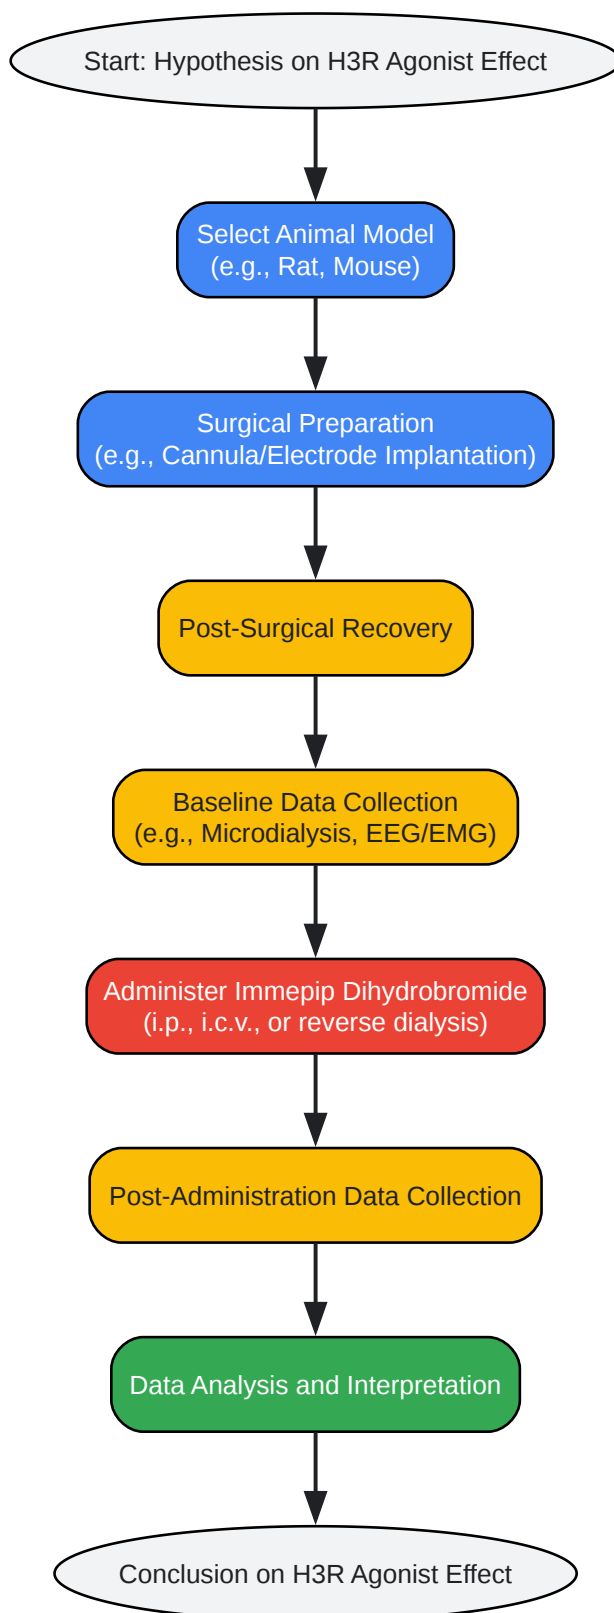 Start: Hypothesis on H3R Agonist Effect
Select Animal Model
(e.g., Rat, Mouse)
Surgical Preparation
(e.g., Cannula/Electrode Implantation)
Post-Surgical Recovery
Baseline Data Collection
(e.g., Microdialysis, EEG/EMG)
Administer Immepip Dihydrobromide
(i.p., i.c.v., or reverse dialysis)
Post-Administration Data Collection
Data Analysis and Interpretation
Conclusion on H3R Agonist Effect